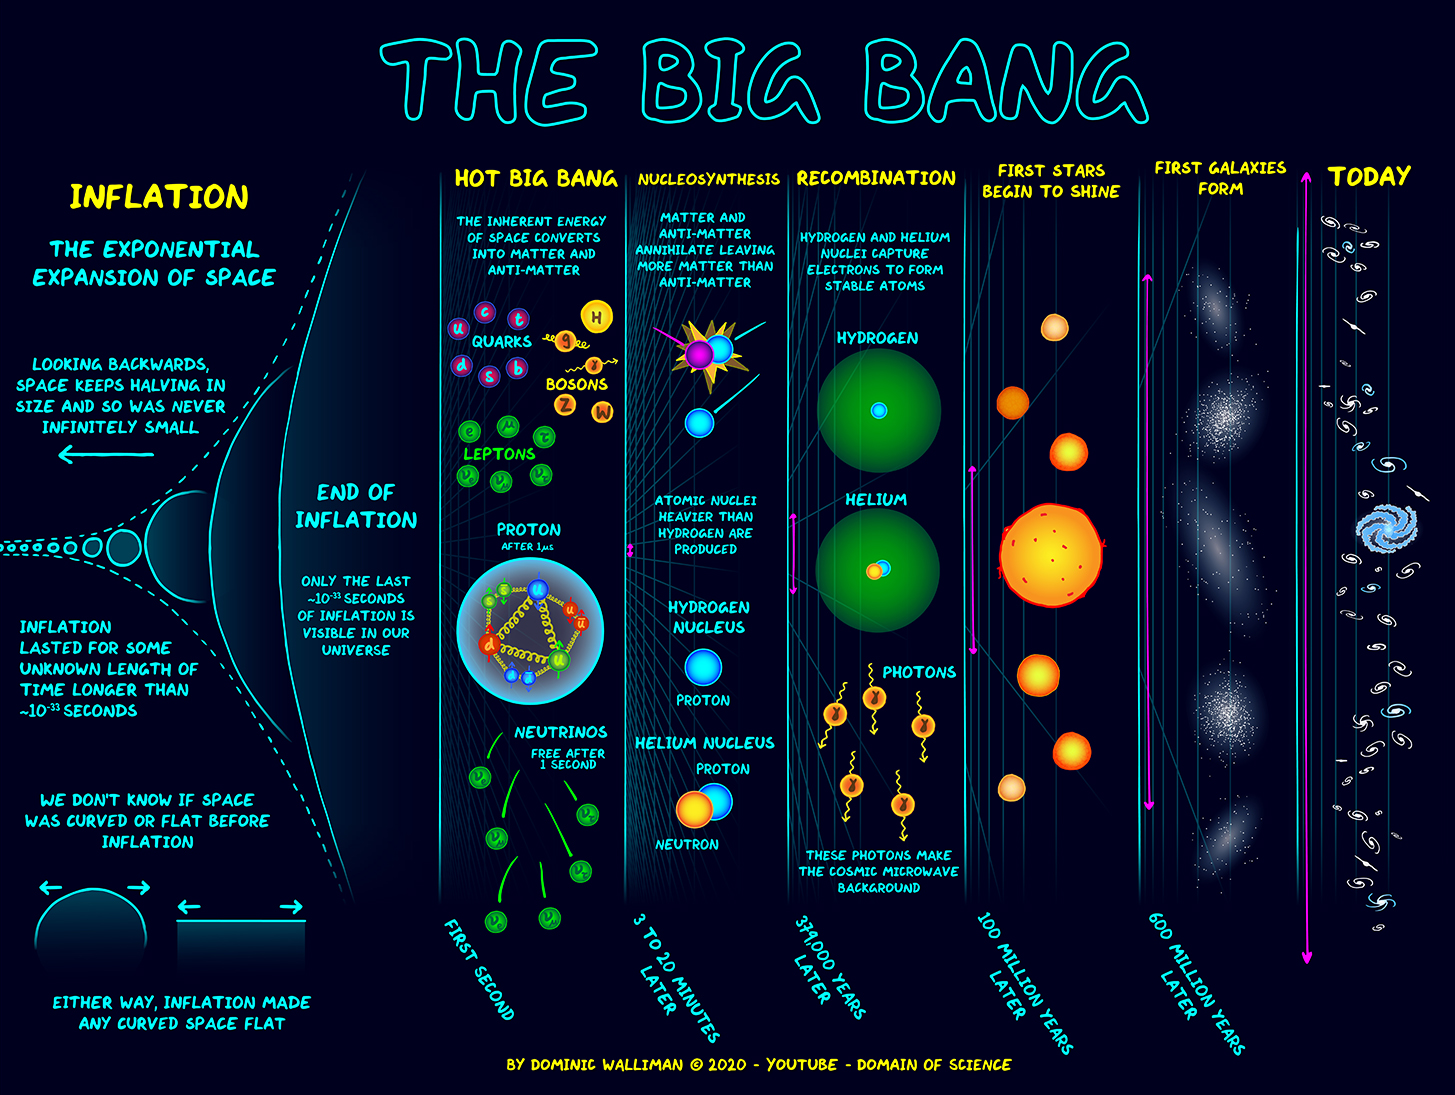 THE BIG BANG
INFLATION
THE EXPONENTIAL
EXPANSION OF SPACE
LOOKING BACKWARDS,
SPACE KEEPS HALVING IN
SIZE AND SO WAS NEVER
INFINITELY SMALL
INFLATION
LASTED FOR SOME
UNKNOWN LENGTH OF
TIME LONGER THAN
~10⁻³³ SECONDS
WE DON'T KNOW IF SPACE
WAS CURVED OR FLAT BEFORE
INFLATION
EITHER WAY, INFLATION MADE
ANY CURVED SPACE FLAT
END OF
INFLATION
ONLY THE LAST
~10⁻³³ SECONDS
OF INFLATION IS
VISIBLE IN OUR
UNIVERSE
HOT BIG BANG
THE INHERENT ENERGY
OF SPACE CONVERTS
INTO MATTER AND
ANTI-MATTER
u c t
QUARKS
d s b
H
g
γ
BOSONS
Z W
e μ τ
LEPTONS
PROTON
AFTER 1μs
u
d
u
NEUTRINOS
FREE AFTER
1 SECOND
FIRST SECOND
NUCLEOSYNTHESIS
MATTER AND
ANTI-MATTER
ANNIHILATE LEAVING
MORE MATTER THAN
ANTI-MATTER
ATOMIC NUCLEI
HEAVIER THAN
HYDROGEN ARE
PRODUCED
HYDROGEN
NUCLEUS
PROTON
HELIUM NUCLEUS
PROTON
NEUTRON
3 TO 20 MINUTES
LATER
RECOMBINATION
HYDROGEN AND HELIUM
NUCLEI CAPTURE
ELECTRONS TO FORM
STABLE ATOMS
HYDROGEN
HELIUM
PHOTONS
γ γ γ
γ γ
THESE PHOTONS MAKE
THE COSMIC MICROWAVE
BACKGROUND
379,000 YEARS
LATER
FIRST STARS
BEGIN TO SHINE
100 MILLION YEARS
LATER
FIRST GALAXIES
FORM
600 MILLION YEARS
LATER
TODAY
BY DOMINIC WALLIMAN © 2020 - YOUTUBE - DOMAIN OF SCIENCE